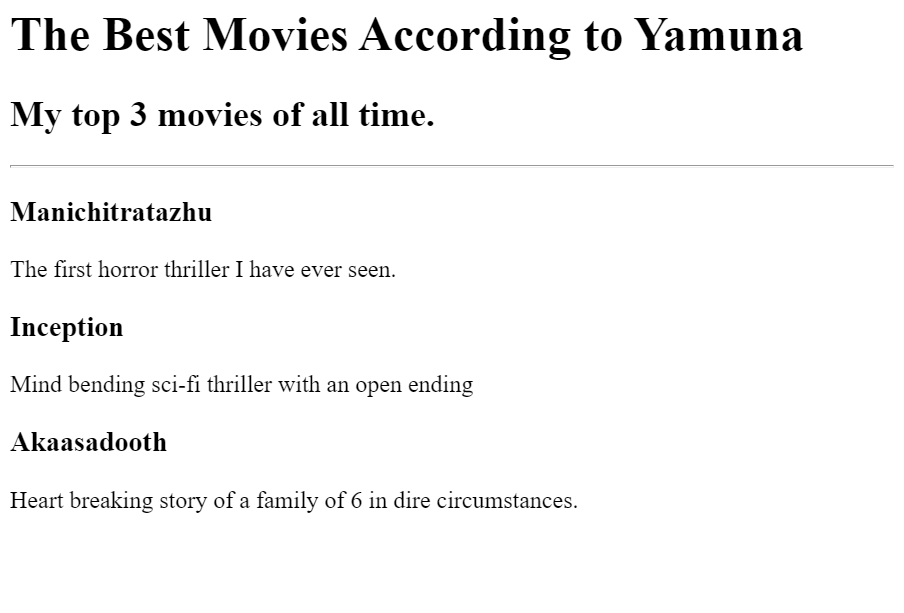 The Best Movies According to Yamuna
My top 3 movies of all time.
Manichitratazhu
The first horror thriller I have ever seen.
Inception
Mind bending sci-fi thriller with an open ending
Akaasadooth
Heart breaking story of a family of 6 in dire circumstances.